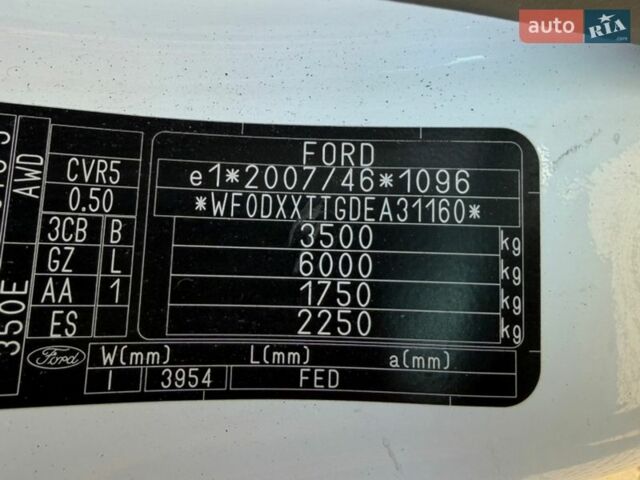 auto RIA .com
FORD
e1*2007/46*1096
*WF0DXXTTGDEA31160*
3500 kg
6000 kg
1750 kg
2250 kg
AWD
CVR5
0.50
3CB B
GZ L
AA 1
ES
350E
Ford
W(mm) L(mm) a(mm)
I 3954 FED